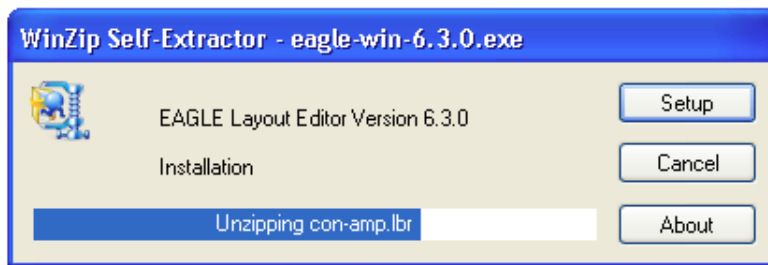 WinZip Self-Extractor - eagle-win-6.3.0.exe
EAGLE Layout Editor Version 6.3.0
Installation
Unzipping con-amp.lbr
Setup
Cancel
About